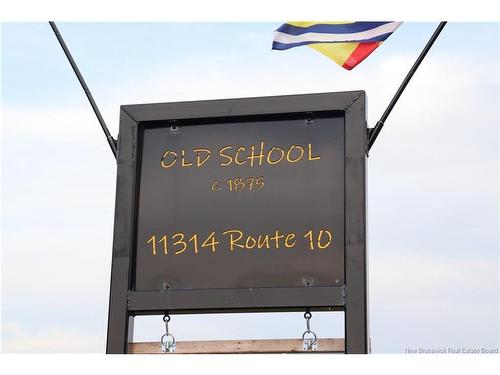 OLD SCHOOL
c. 1875
11314 Route 10
New Brunswick Real Estate Board